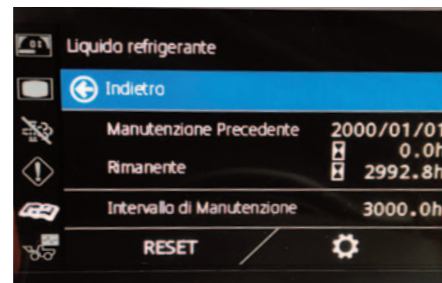 Liquido refrigerante
Indietro
Manutenzione Precedente 2000/01/01
0.0h
Rimanente 2992.8h
Intervallo di Manutenzione 3000.0h
RESET